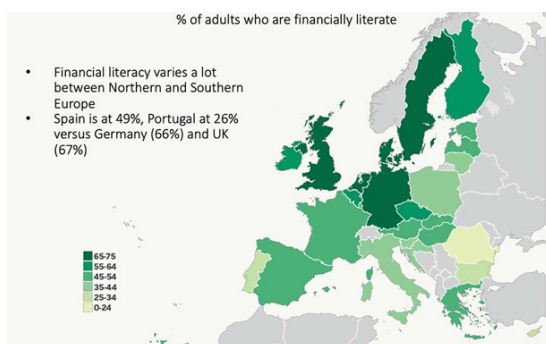 % of adults who are financially literate
• Financial literacy varies a lot
between Northern and Southern
Europe
• Spain is at 49%, Portugal at 26%
versus Germany (66%) and UK
(67%)
65-75
55-64
45-54
35-44
25-34
0-24